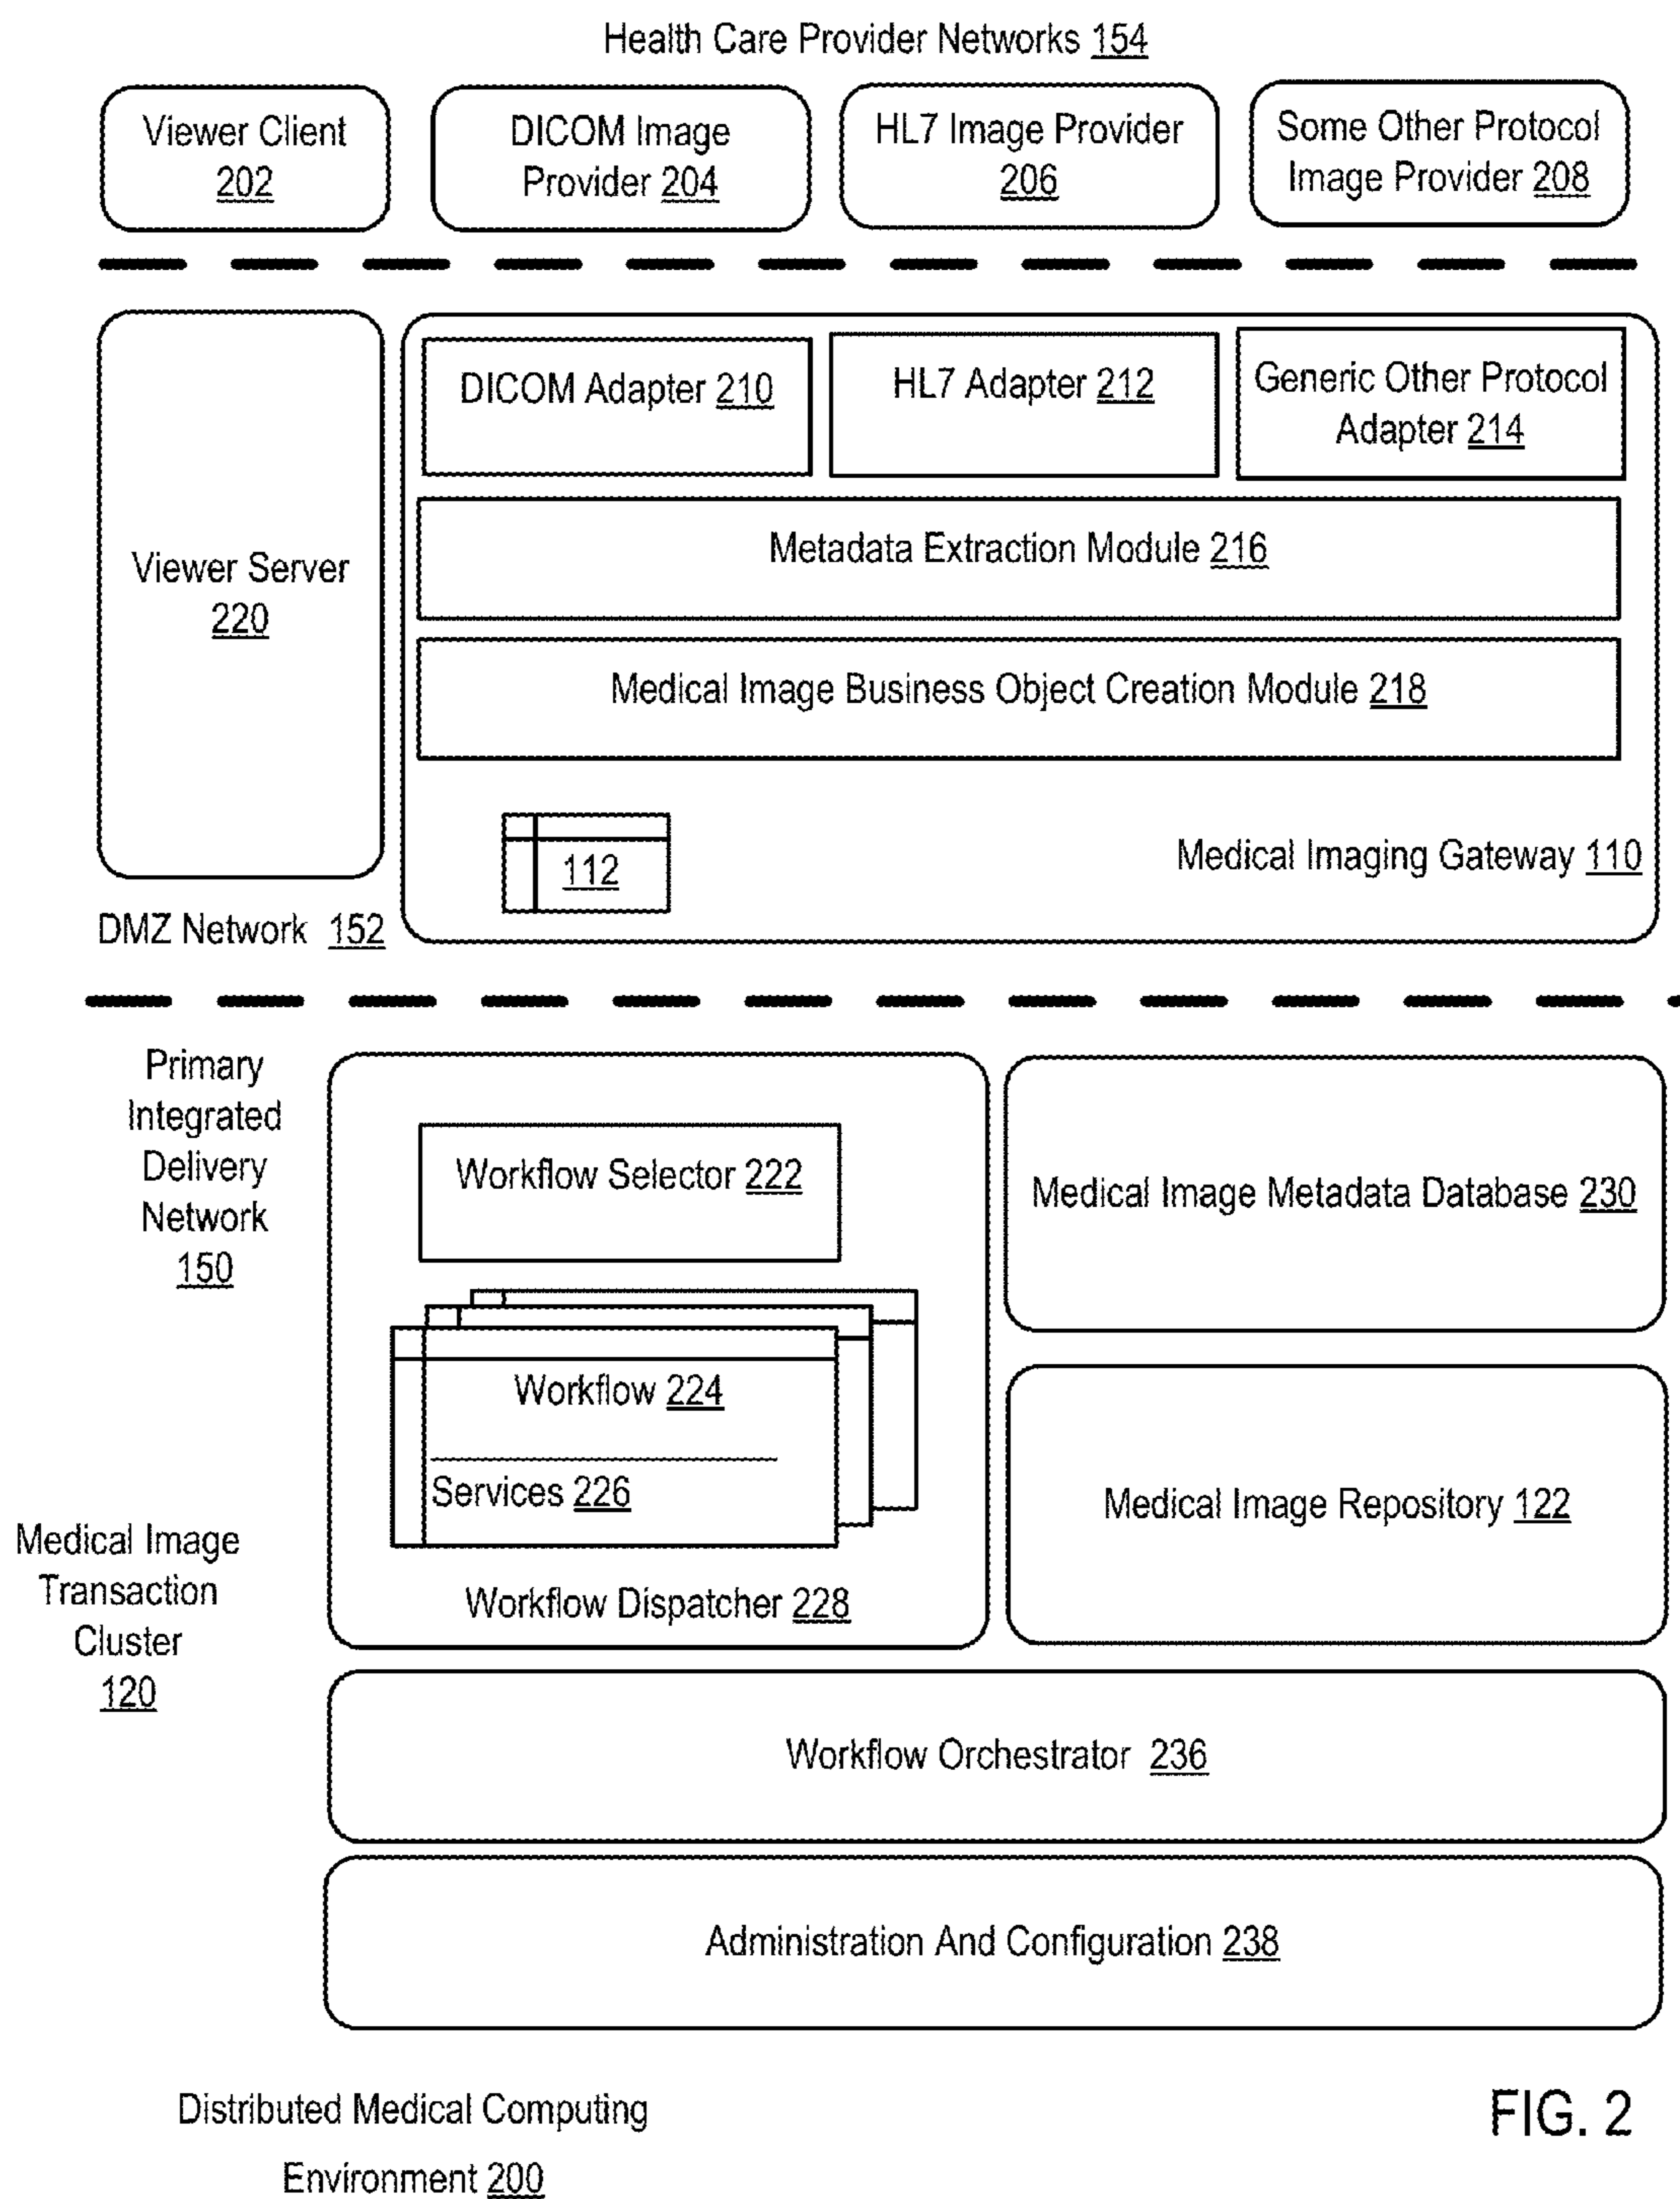 Health Care Provider Networks 154
Viewer Client
202
DICOM Image
Provider 204
HL7 Image Provider
206
Some Other Protocol
Image Provider 208
Viewer Server
220
DICOM Adapter 210
HL7 Adapter 212
Generic Other Protocol
Adapter 214
Metadata Extraction Module 216
Medical Image Business Object Creation Module 218
112
Medical Imaging Gateway 110
DMZ Network 152
Primary
Integrated
Delivery
Network
150
Workflow Selector 222
Workflow 224
Services 226
Workflow Dispatcher 228
Medical Image Metadata Database 230
Medical Image Repository 122
Medical Image
Transaction
Cluster
120
Workflow Orchestrator 236
Administration And Configuration 238
Distributed Medical Computing
Environment 200
FIG. 2